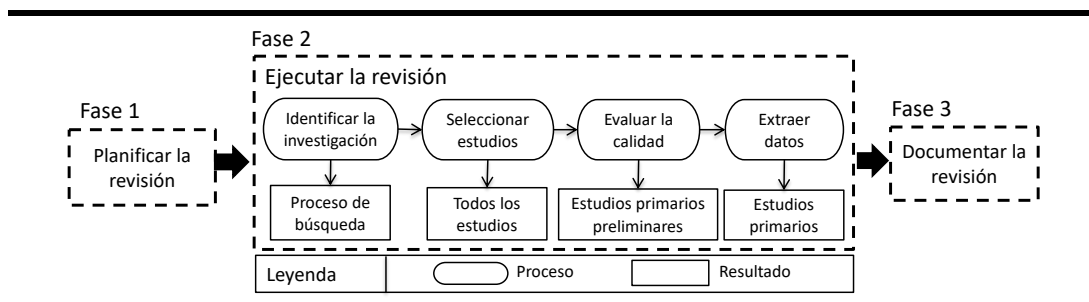 Fase 1
Planificar la
revisión
Fase 2
Ejecutar la revisión
Identificar la
investigación
Seleccionar
estudios
Evaluar la
calidad
Extraer
datos
Proceso de
búsqueda
Todos los
estudios
Estudios primarios
preliminares
Estudios
primarios
Fase 3
Documentar la
revisión
Leyenda
Proceso
Resultado